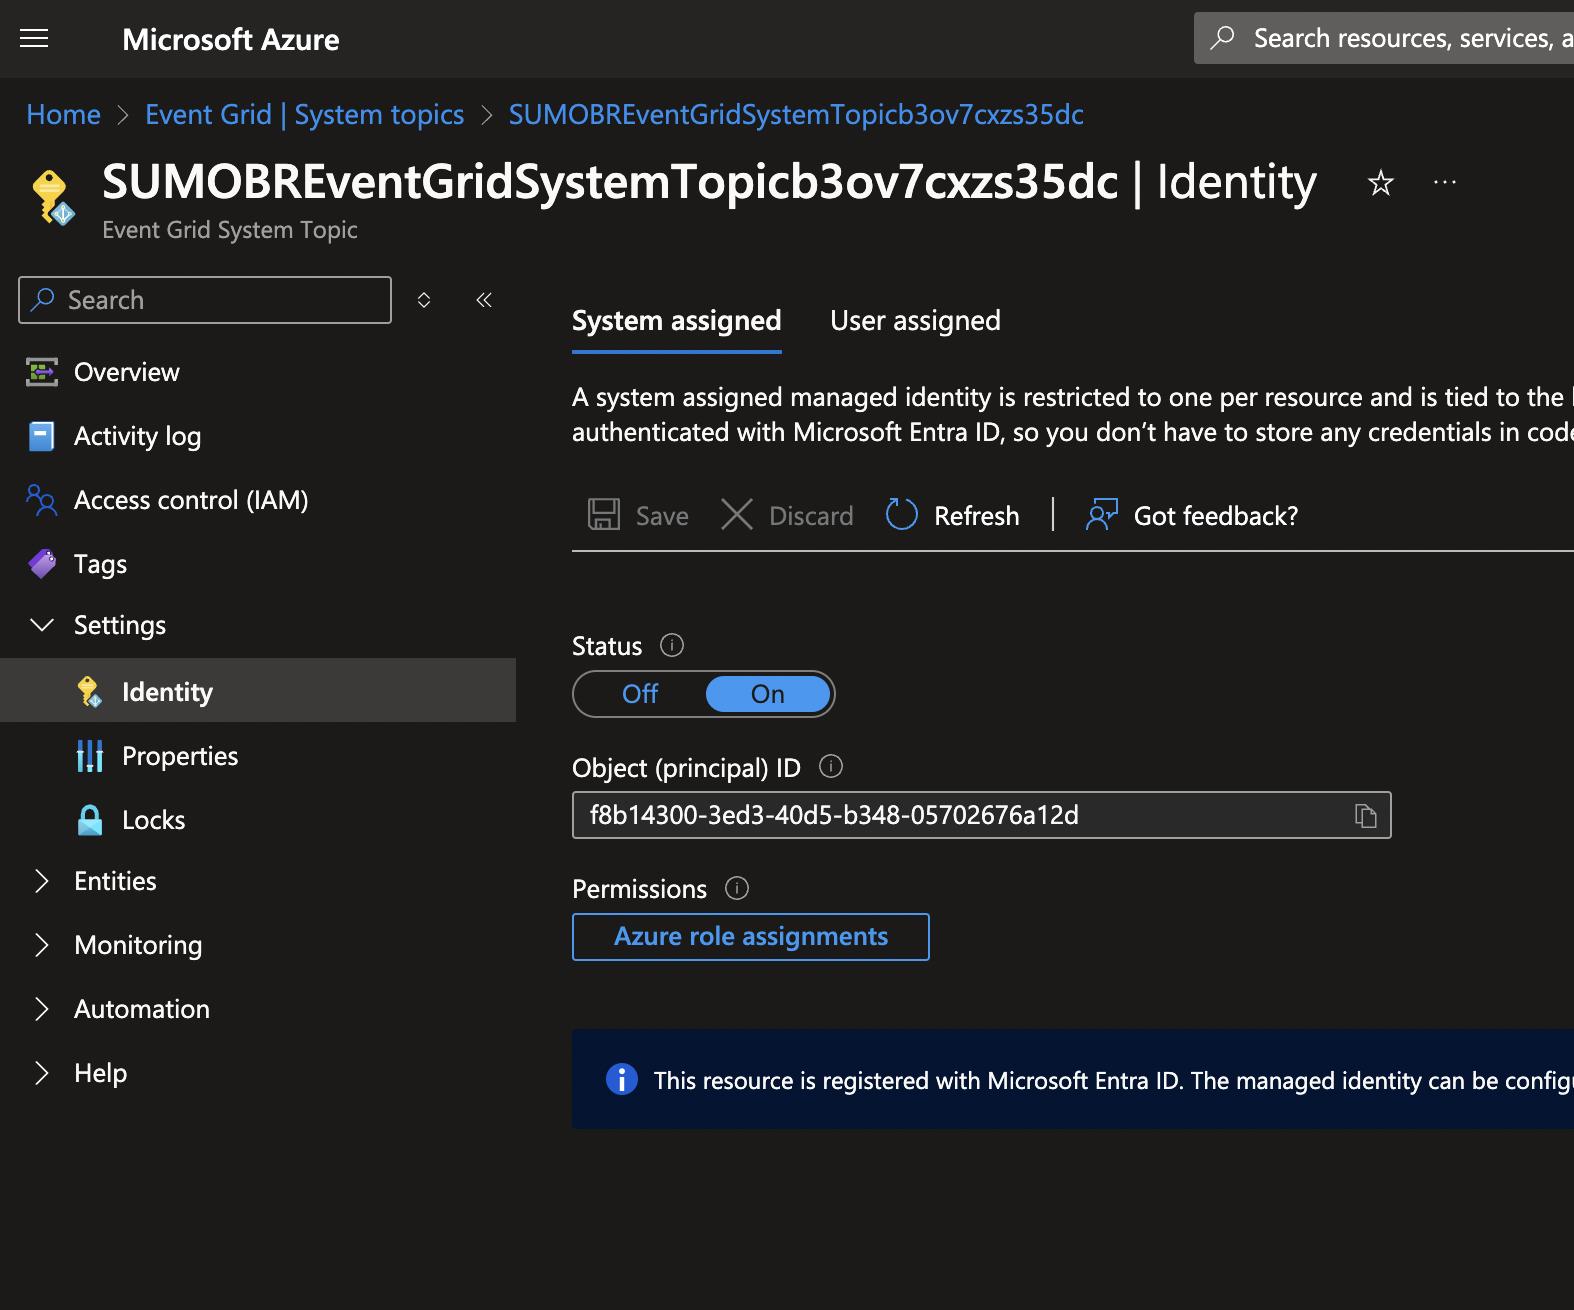 Microsoft Azure
Search resources, services, a
Home > Event Grid | System topics > SUMOBREventGridSystemTopicb3ov7cxzs35dc
SUMOBREventGridSystemTopicb3ov7cxzs35dc | Identity
Event Grid System Topic
Search
Overview
Activity log
Access control (IAM)
Tags
Settings
Identity
Properties
Locks
Entities
Monitoring
Automation
Help
System assigned
User assigned
A system assigned managed identity is restricted to one per resource and is tied to the
authenticated with Microsoft Entra ID, so you don’t have to store any credentials in code
Save
Discard
Refresh
Got feedback?
Status
Off
On
Object (principal) ID
f8b14300-3ed3-40d5-b348-05702676a12d
Permissions
Azure role assignments
This resource is registered with Microsoft Entra ID. The managed identity can be configu